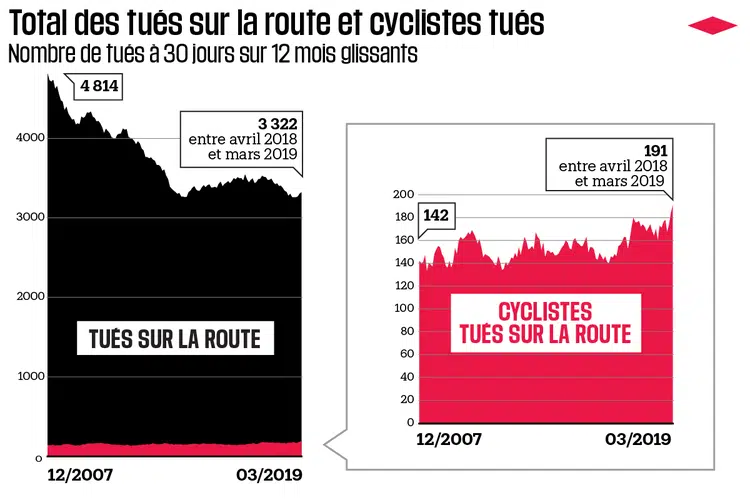 Total des tués sur la route et cyclistes tués
Nombre de tués à 30 jours sur 12 mois glissants
4 814
3 322
entre avril 2018
et mars 2019
4000
3000
2000
1000
0
TUÉS SUR LA ROUTE
12/2007
03/2019
191
entre avril 2018
et mars 2019
142
200
180
160
140
120
100
80
60
40
20
0
CYCLISTES
TUÉS SUR LA ROUTE
12/2007
03/2019